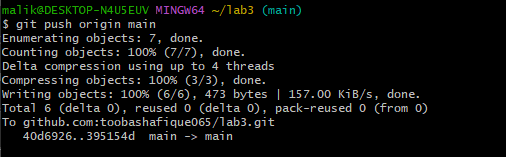 malik@DESKTOP-N4U5EUV MINGW64 ~/lab3 (main)
$ git push origin main
Enumerating objects: 7, done.
Counting objects: 100% (7/7), done.
Delta compression using up to 4 threads
Compressing objects: 100% (3/3), done.
Writing objects: 100% (6/6), 473 bytes | 157.00 KiB/s, done.
Total 6 (delta 0), reused 0 (delta 0), pack-reused 0 (from 0)
To github.com:toobashafique065/lab3.git
   40d6926..395154d  main -> main